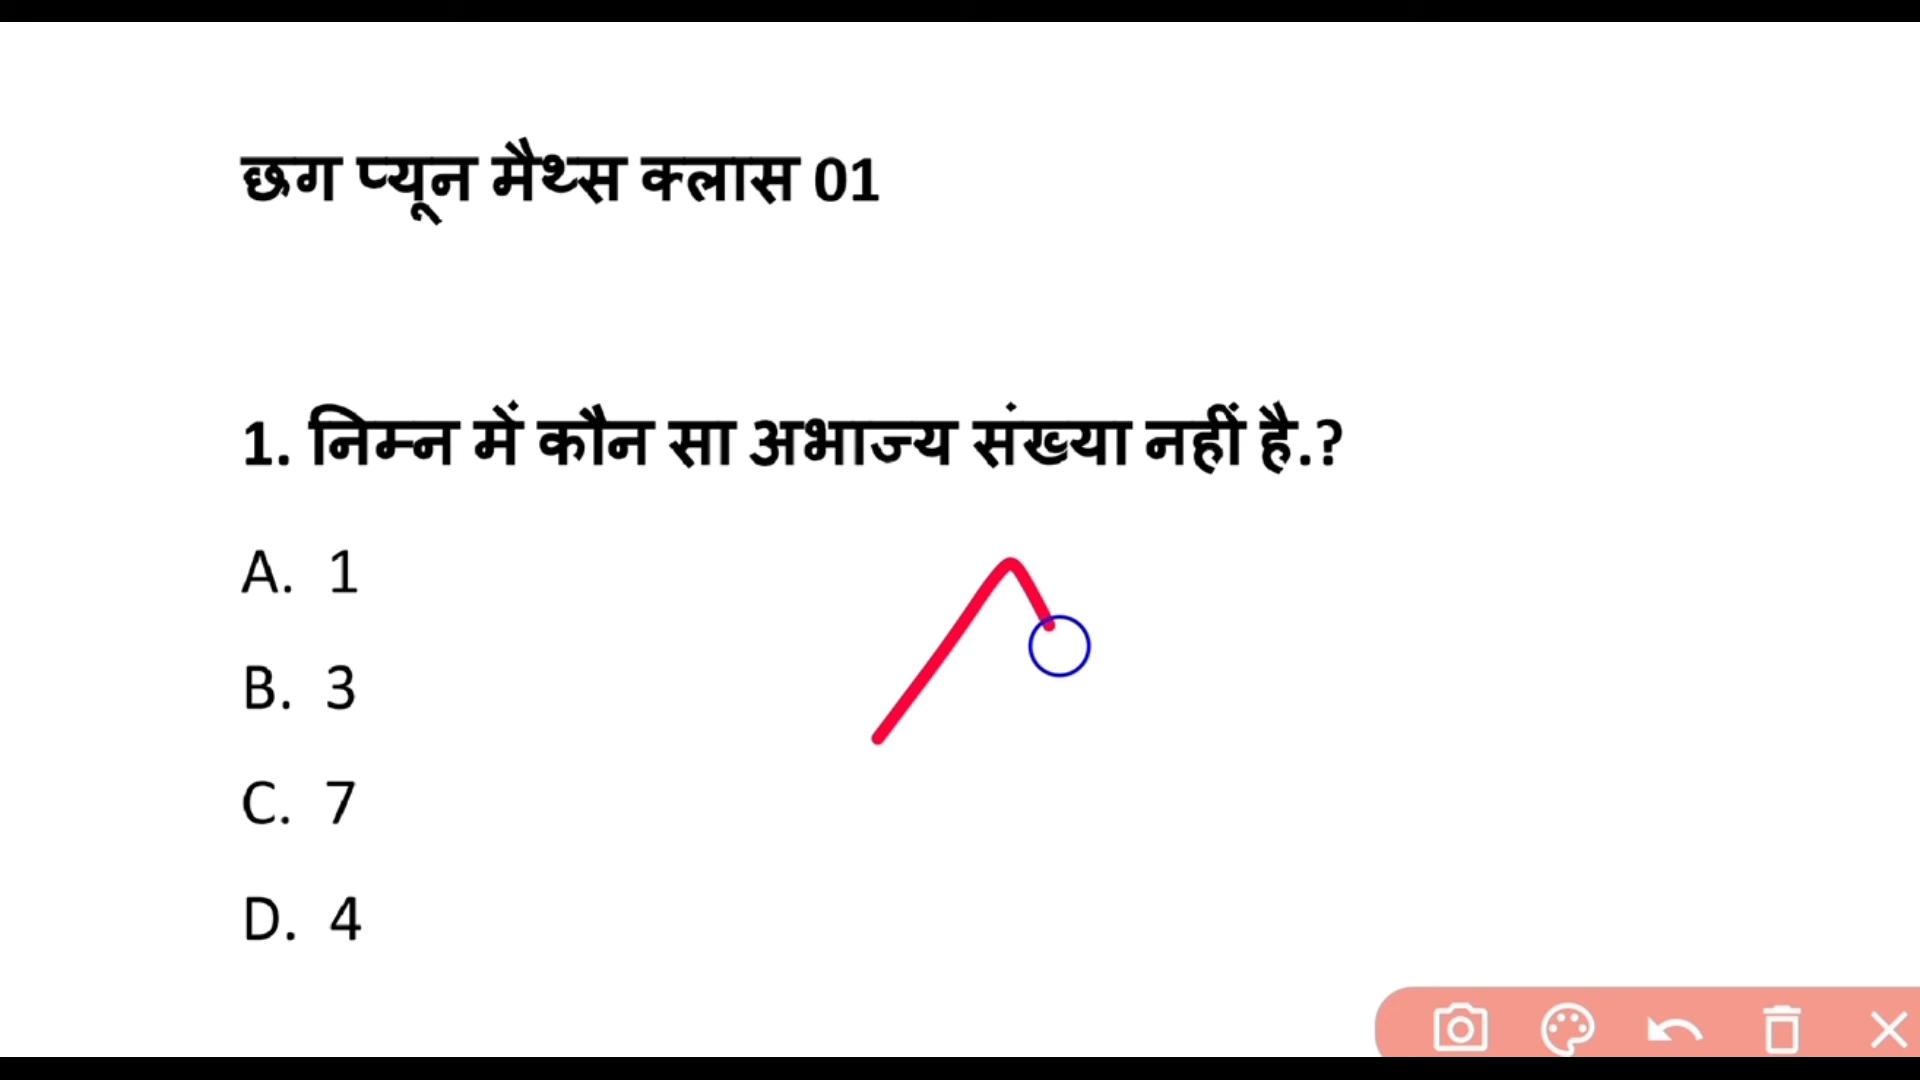 छग प्यून मैथ्स क्लास 01
1. निम्न में कौन सा अभाज्य संख्या नहीं है.?
A. 1
B. 3
C. 7
D. 4